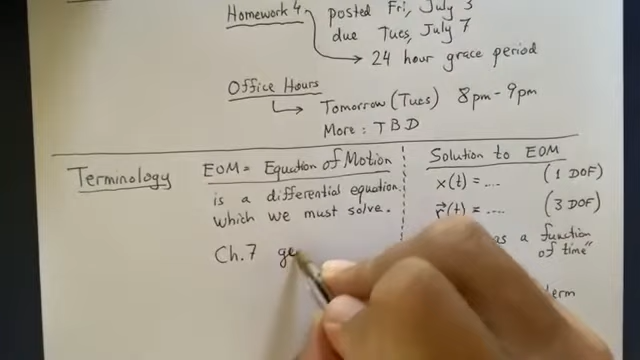 Homework 4 posted Fri, July 3
due Tues, July 7
24 hour grace period
Office Hours
Tomorrow (Tues) 8pm-9pm
More: TBD
Terminology
EOM = Equation of Motion
is a differential equation
which we must solve.
Ch.7 ge
Solution to EOM
x(t) = .... (1 DOF)
r(t) = .... (3 DOF)
as a function
of time"
term